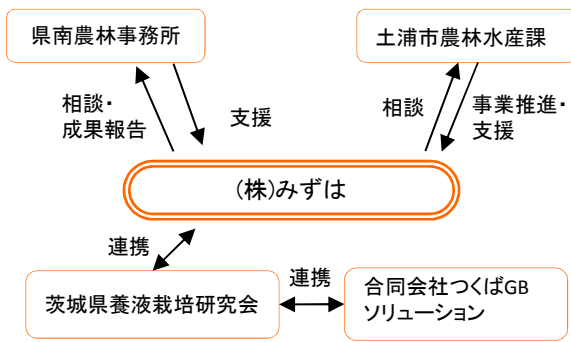 県南農林事務所
土浦市農林水産課
相談・
成果報告
支援
相談
事業推進・
支援
(株)みずは
連携
茨城県養液栽培研究会
連携
合同会社つくばGB
ソリューション